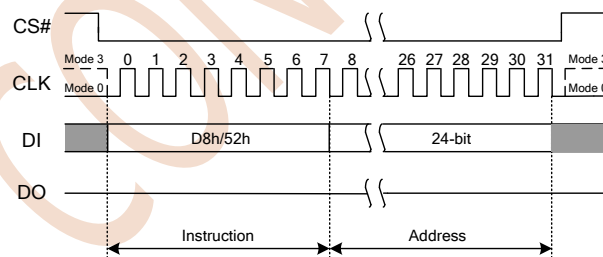 CS#
Mode 3 0 1 2 3 4 5 6 7 8 26 27 28 29 30 31 Mode 3
CLK
Mode 0 Mode 0
DI D8h/52h 24-bit
DO
Instruction Address